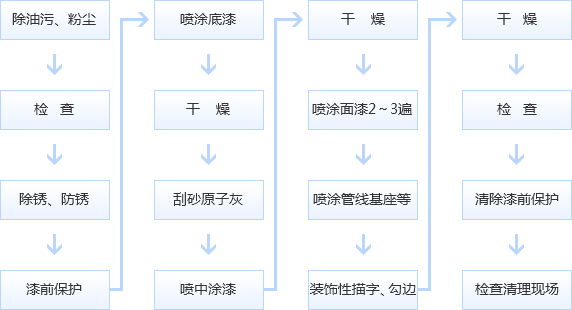 除油污、粉尘
检 查
除锈、防锈
漆前保护
喷涂底漆
干 燥
刮砂原子灰
喷中涂漆
干 燥
喷涂面漆2～3遍
喷涂管线基座等
装饰性描字、勾边
干 燥
检 查
清除漆前保护
检查清理现场